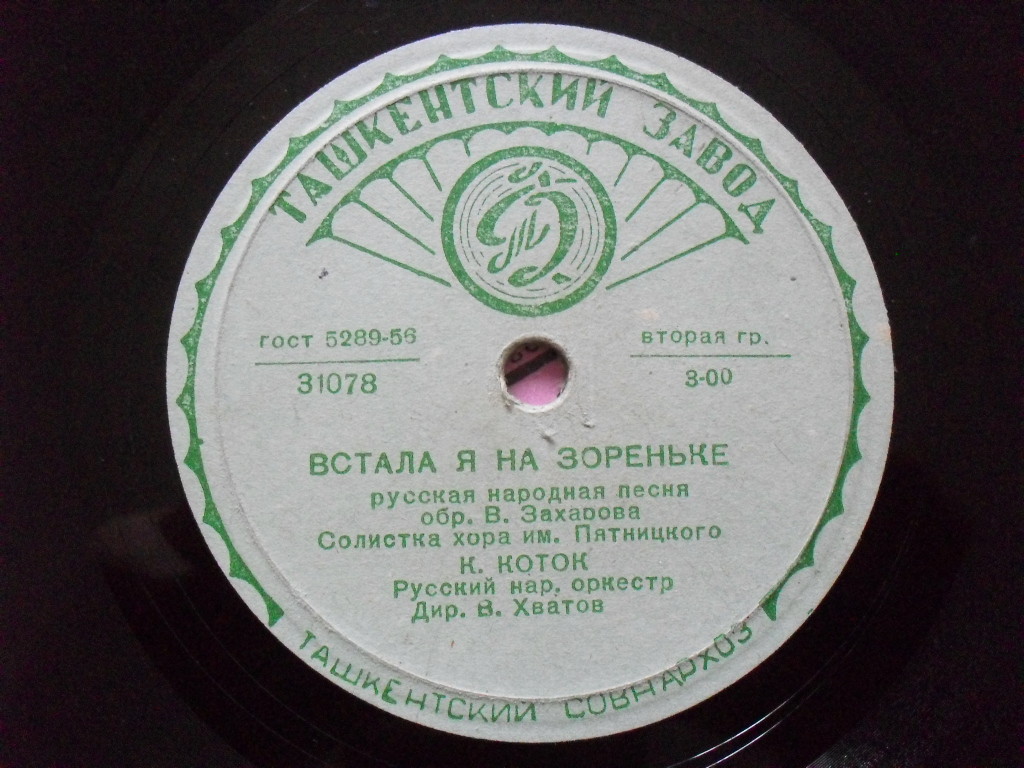 ТАШКЕНТСКИЙ ЗАВОД
гост 5289-56
31078
вторая гр.
3-00
ВСТАЛА Я НА ЗОРЕНЬКЕ
русская народная песня
обр. В. Захарова
Солистка хора им. Пятницкого
К. КОТОК
Русский нар. оркестр
Дир. В. Хватов
ТАШКЕНТСКИЙ СОВНАРХОЗ